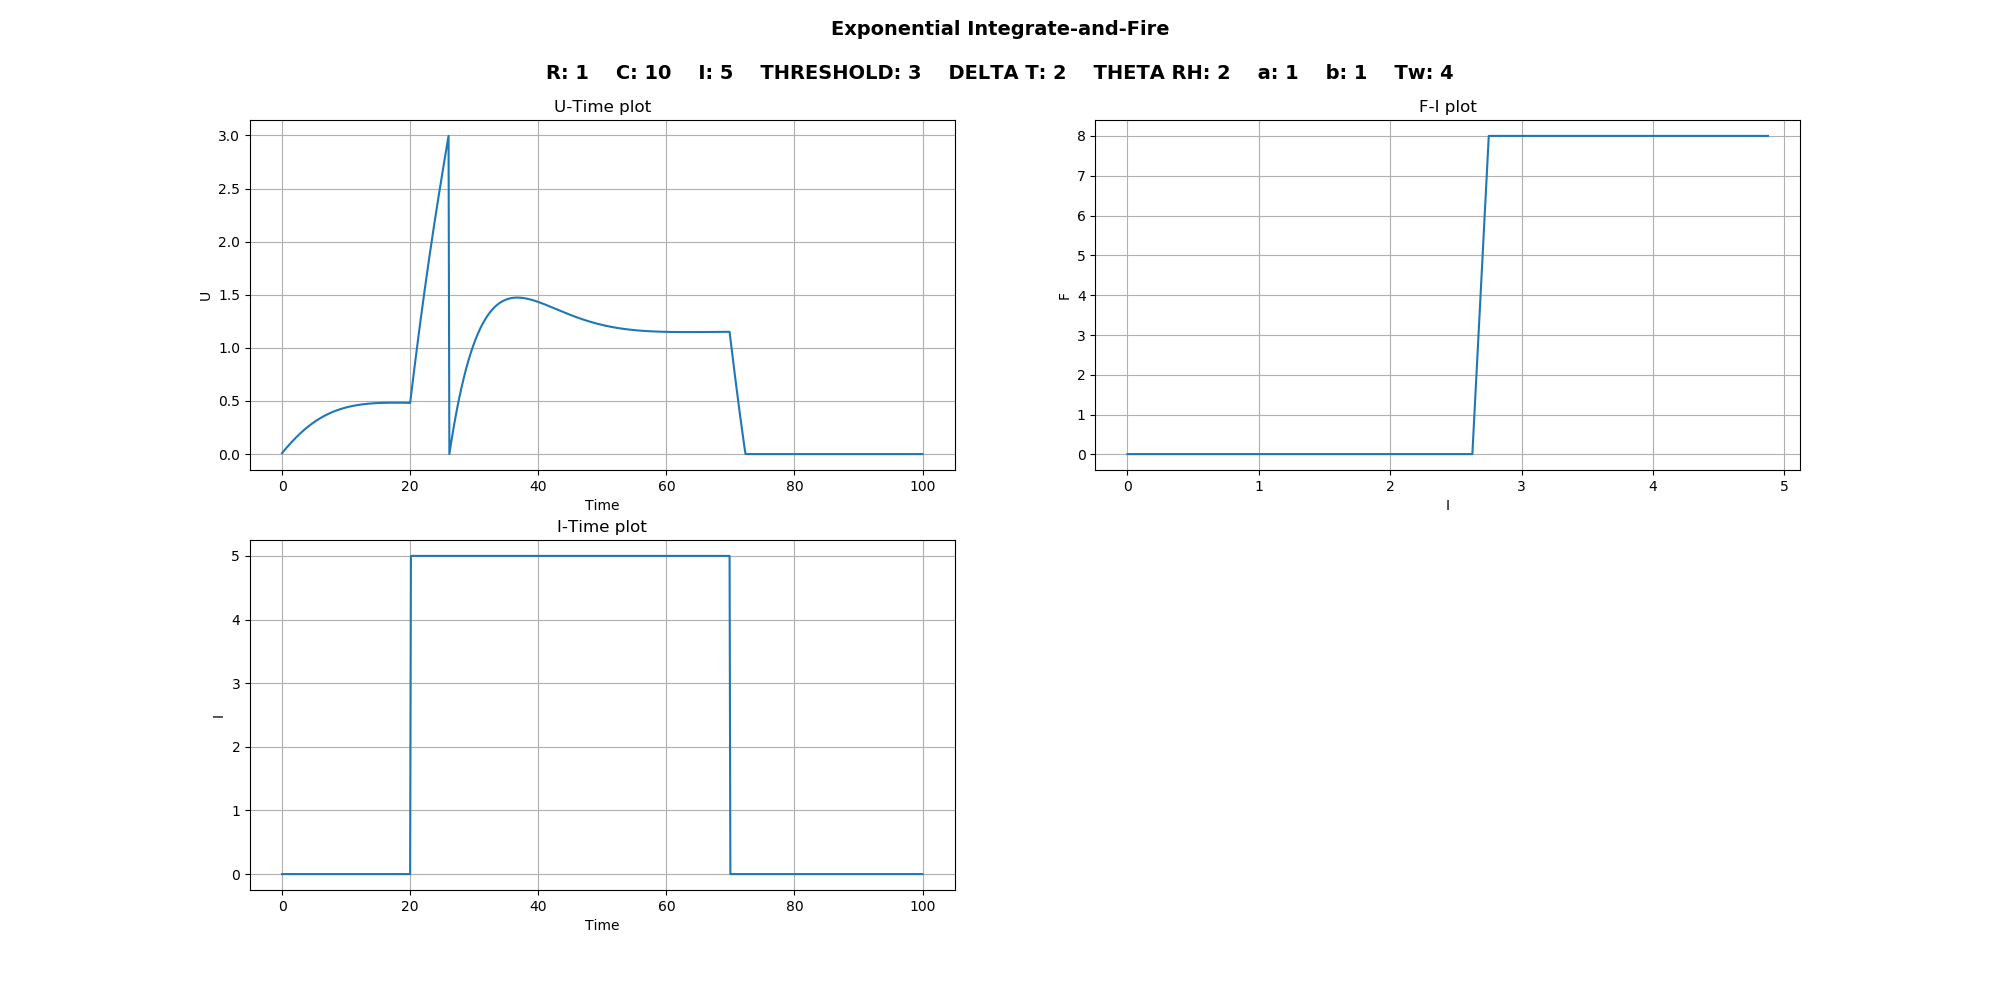 Exponential Integrate-and-Fire
R: 1 C: 10 I: 5 THRESHOLD: 3 DELTA T: 2 THETA RH: 2 a: 1 b: 1 Tw: 4
U-Time plot
3.0
2.5
2.0
1.5
1.0
0.5
0.0
U
0 20 40 60 80 100
Time
F-I plot
8
7
6
5
4
3
2
1
0
F
0 1 2 3 4 5
I
I-Time plot
5
4
3
2
1
0
I
0 20 40 60 80 100
Time